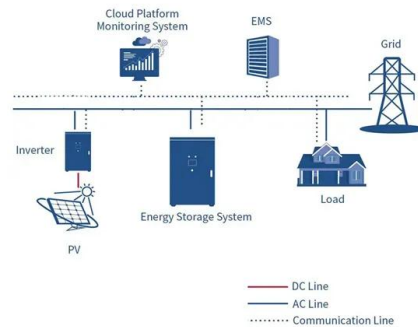 Cloud Platform
Monitoring System
EMS
Grid
Inverter
Energy Storage System
Load
PV
DC Line
AC Line
Communication Line